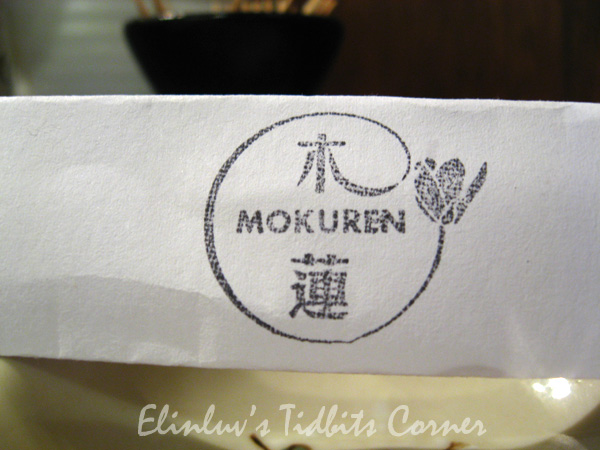 木
MOKUREN
蓮
Elinluv's Tidbits Corner